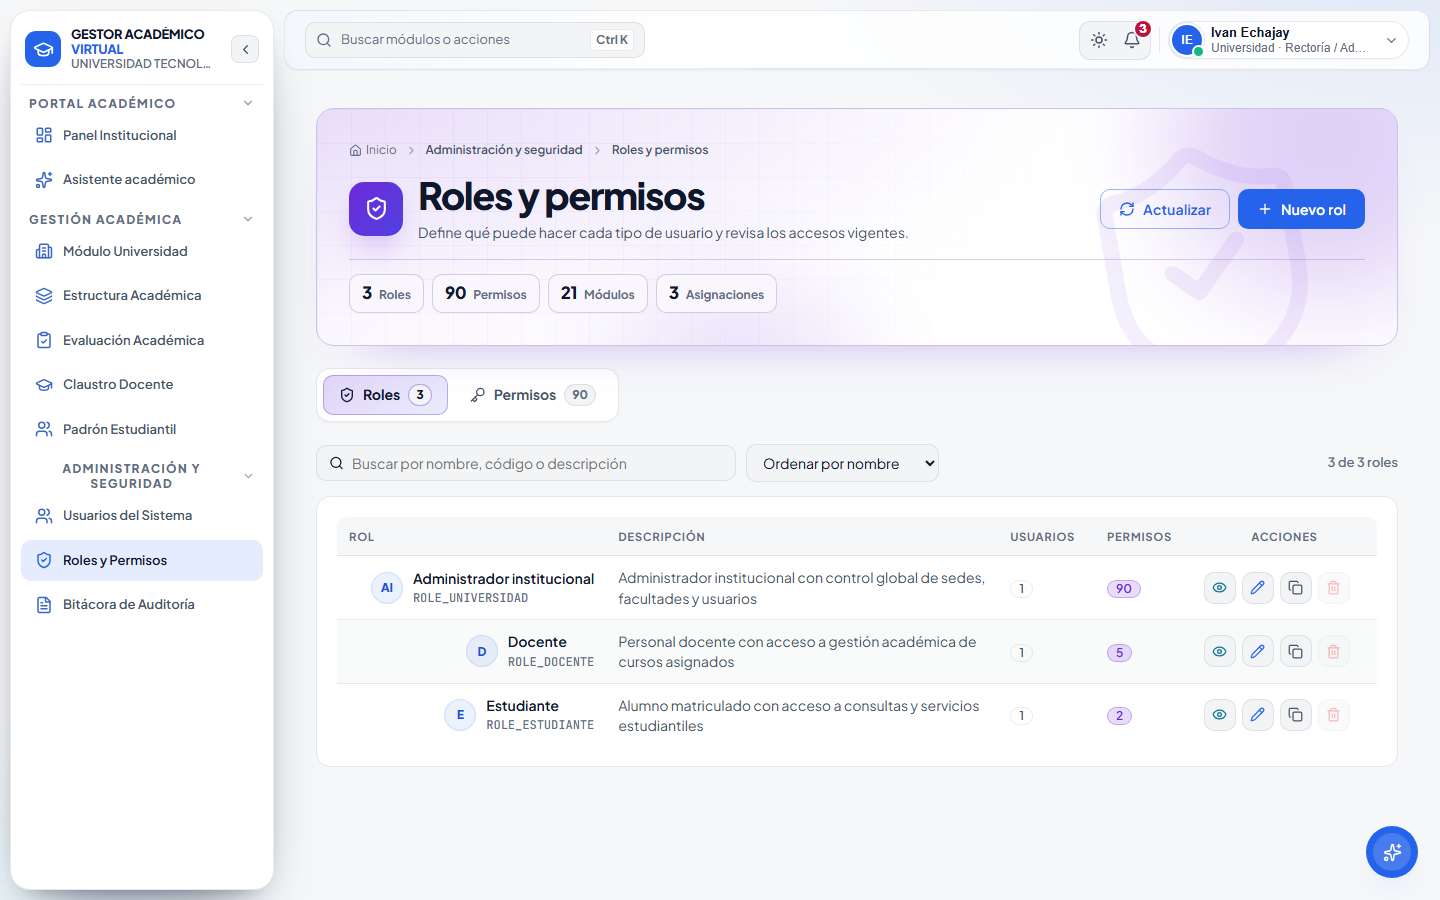 GESTOR ACADÉMICO
VIRTUAL
UNIVERSIDAD TECNOL...
PORTAL ACADÉMICO
Panel Institucional
Asistente académico
GESTIÓN ACADÉMICA
Módulo Universidad
Estructura Académica
Evaluación Académica
Claustro Docente
Padrón Estudiantil
ADMINISTRACIÓN Y
SEGURIDAD
Usuarios del Sistema
Roles y Permisos
Bitácora de Auditoría
Buscar módulos o acciones
Ctrl K
3
IE
Ivan Echajay
Universidad · Rectoría / Ad...
Inicio > Administración y seguridad > Roles y permisos
Roles y permisos
Define qué puede hacer cada tipo de usuario y revisa los accesos vigentes.
Actualizar
Nuevo rol
3 Roles
90 Permisos
21 Módulos
3 Asignaciones
Roles 3
Permisos 90
Buscar por nombre, código o descripción
Ordenar por nombre
3 de 3 roles
ROL DESCRIPCIÓN USUARIOS PERMISOS ACCIONES
AI Administrador institucional
ROLE_UNIVERSIDAD
Administrador institucional con control global de sedes,
facultades y usuarios
1
90
D Docente
ROLE_DOCENTE
Personal docente con acceso a gestión académica de
cursos asignados
1
5
E Estudiante
ROLE_ESTUDIANTE
Alumno matriculado con acceso a consultas y servicios
estudiantiles
1
2